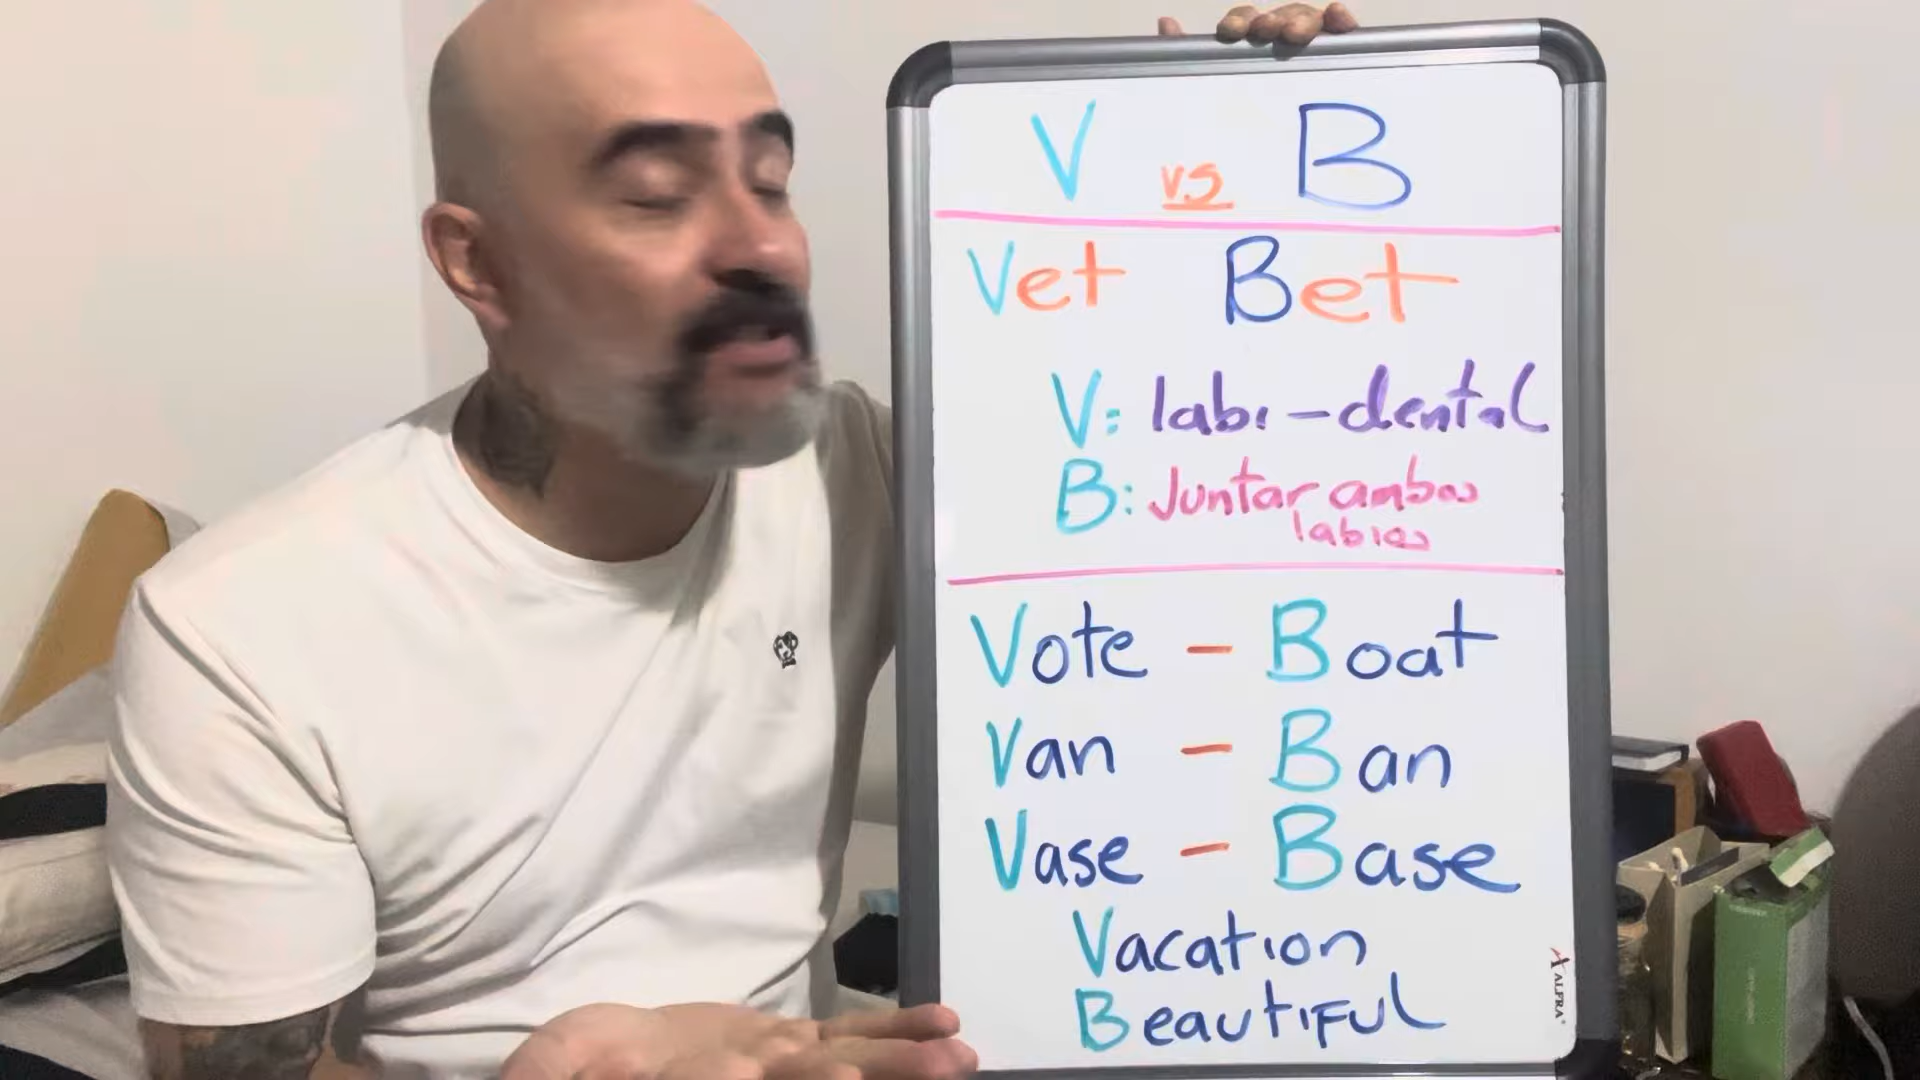 V vs B
Vet Bet
V: labi-dental
B: Juntar ambos
labios
Vote - Boat
Van - Ban
Vase - Base
Vacation
Beautiful
ALFRA